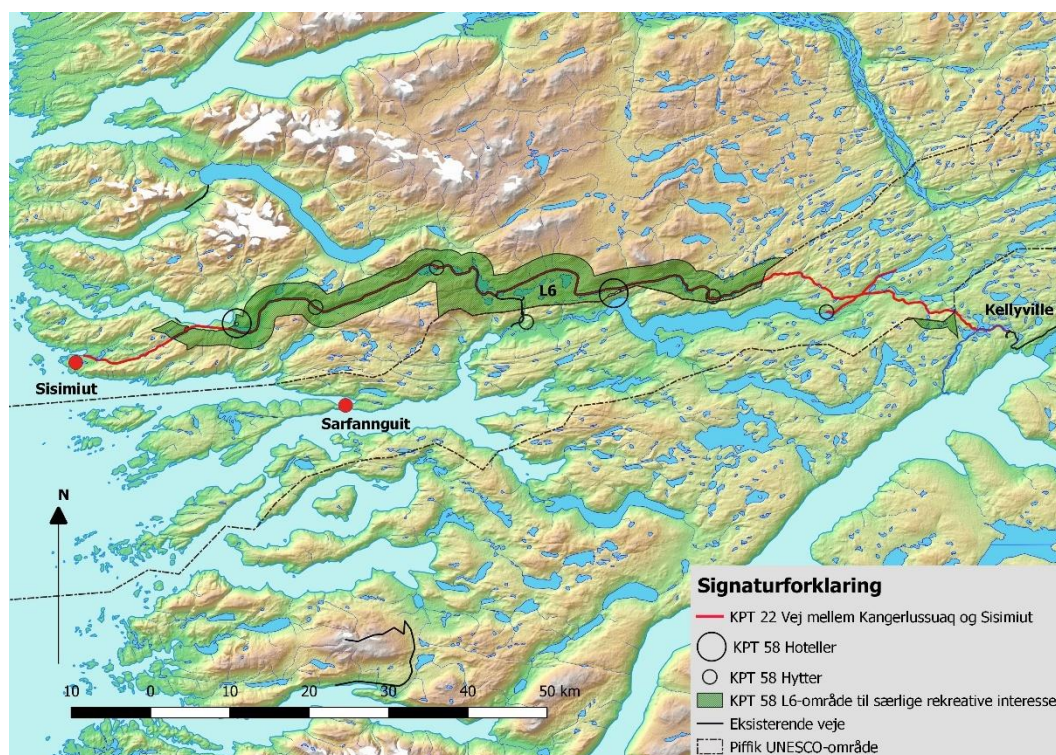 L6
Kellyville
Sisimiut
Sarfannguit
N
10 0 10 20 30 40 50 km
Signaturforklaring
KPT 22 Vej mellem Kangerlussuaq og Sisimiut
KPT 58 Hoteller
KPT 58 Hytter
KPT 58 L6-område til særlige rekreative interesse
Eksisterende veje
Piffik UNESCO-område